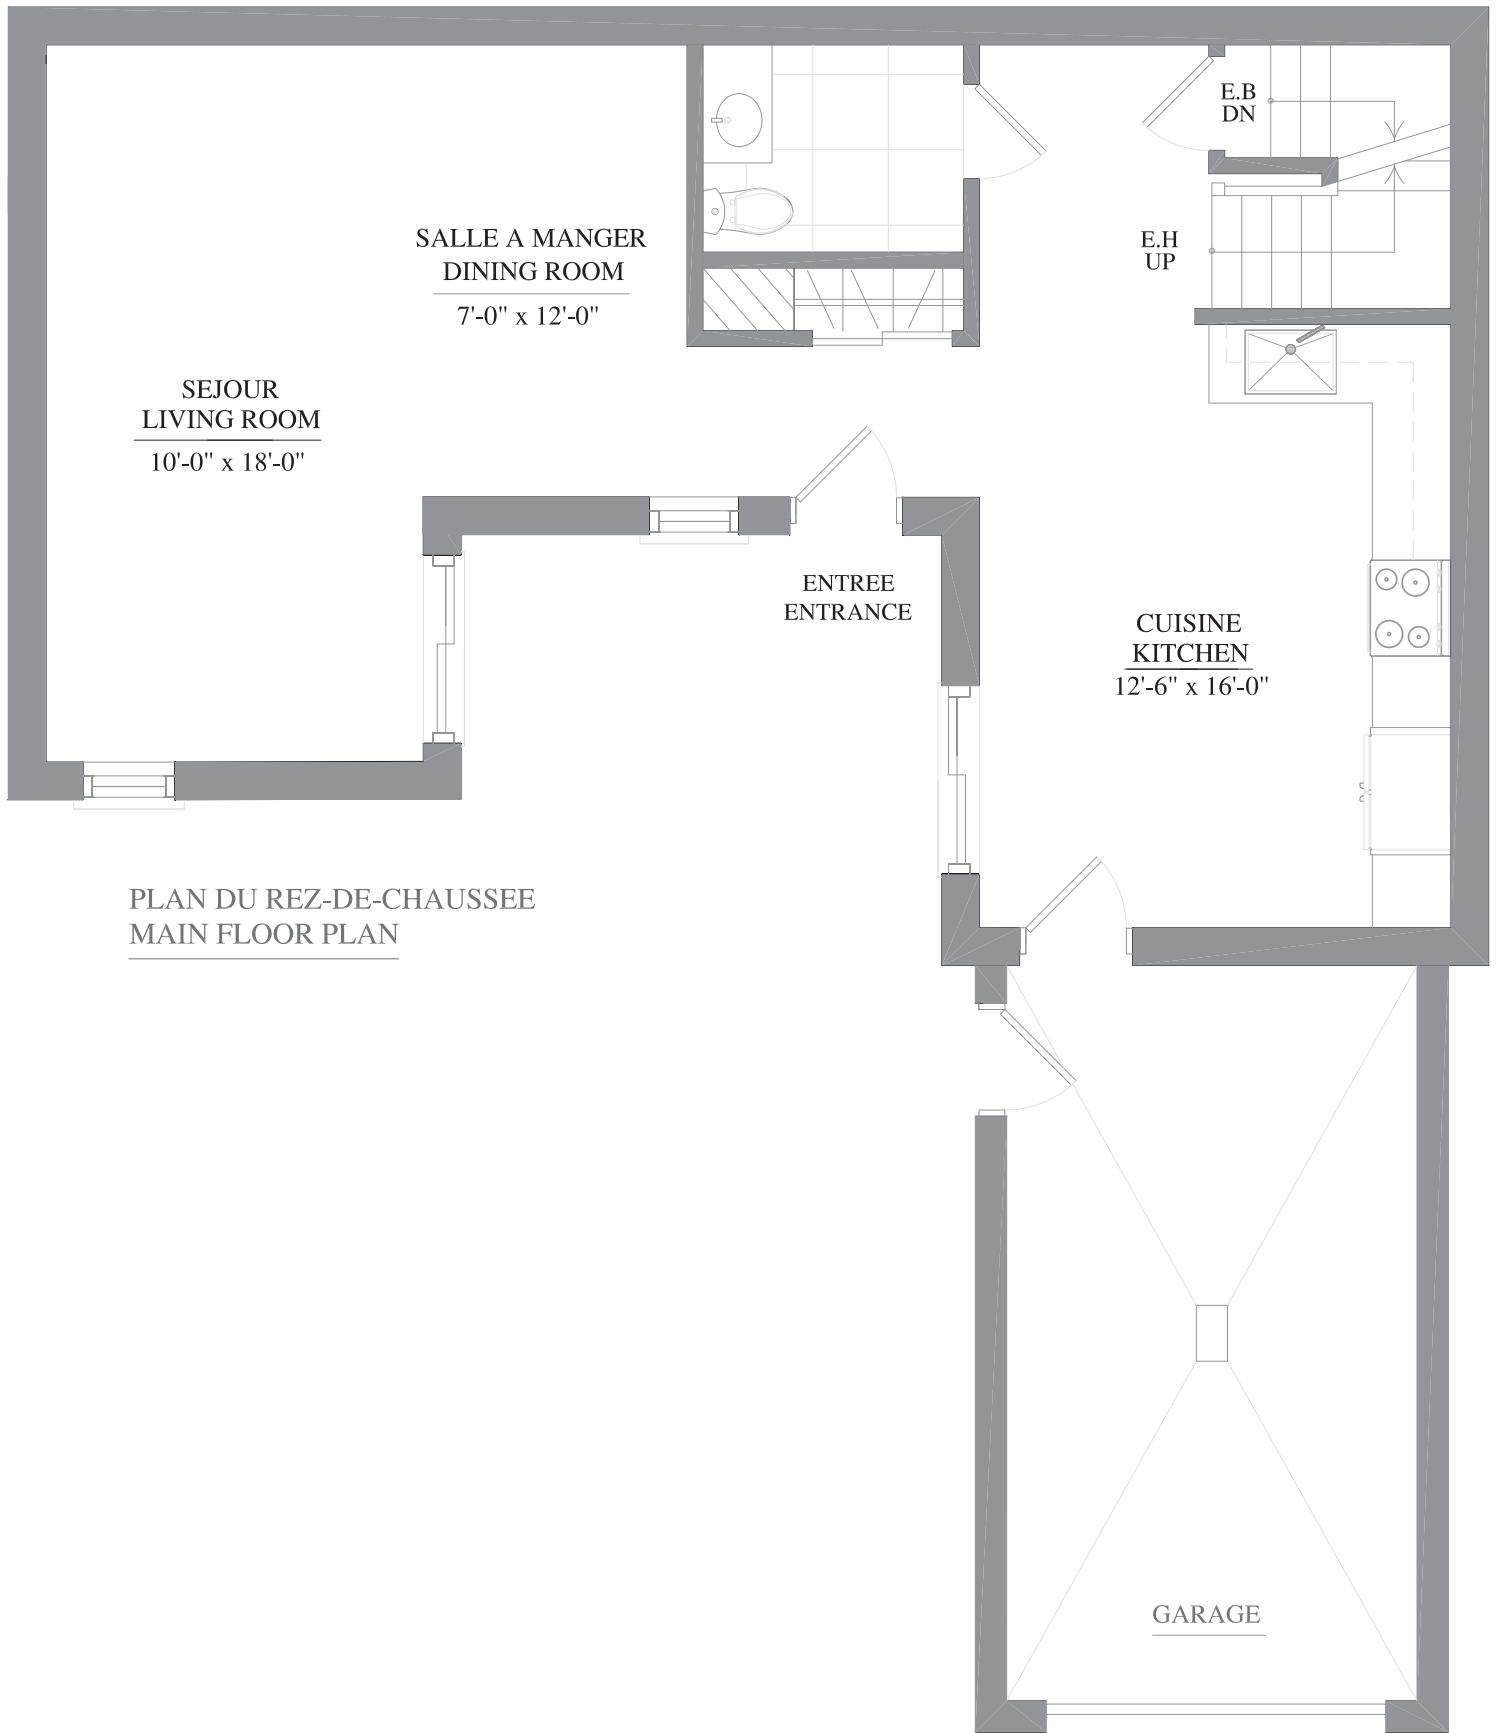 E.B
DN
SALLE A MANGER
DINING ROOM
7'-0" x 12'-0"
E.H
UP
SEJOUR
LIVING ROOM
10'-0" x 18'-0"
ENTREE
ENTRANCE
CUISINE
KITCHEN
12'-6" x 16'-0"
PLAN DU REZ-DE-CHAUSSEE
MAIN FLOOR PLAN
GARAGE